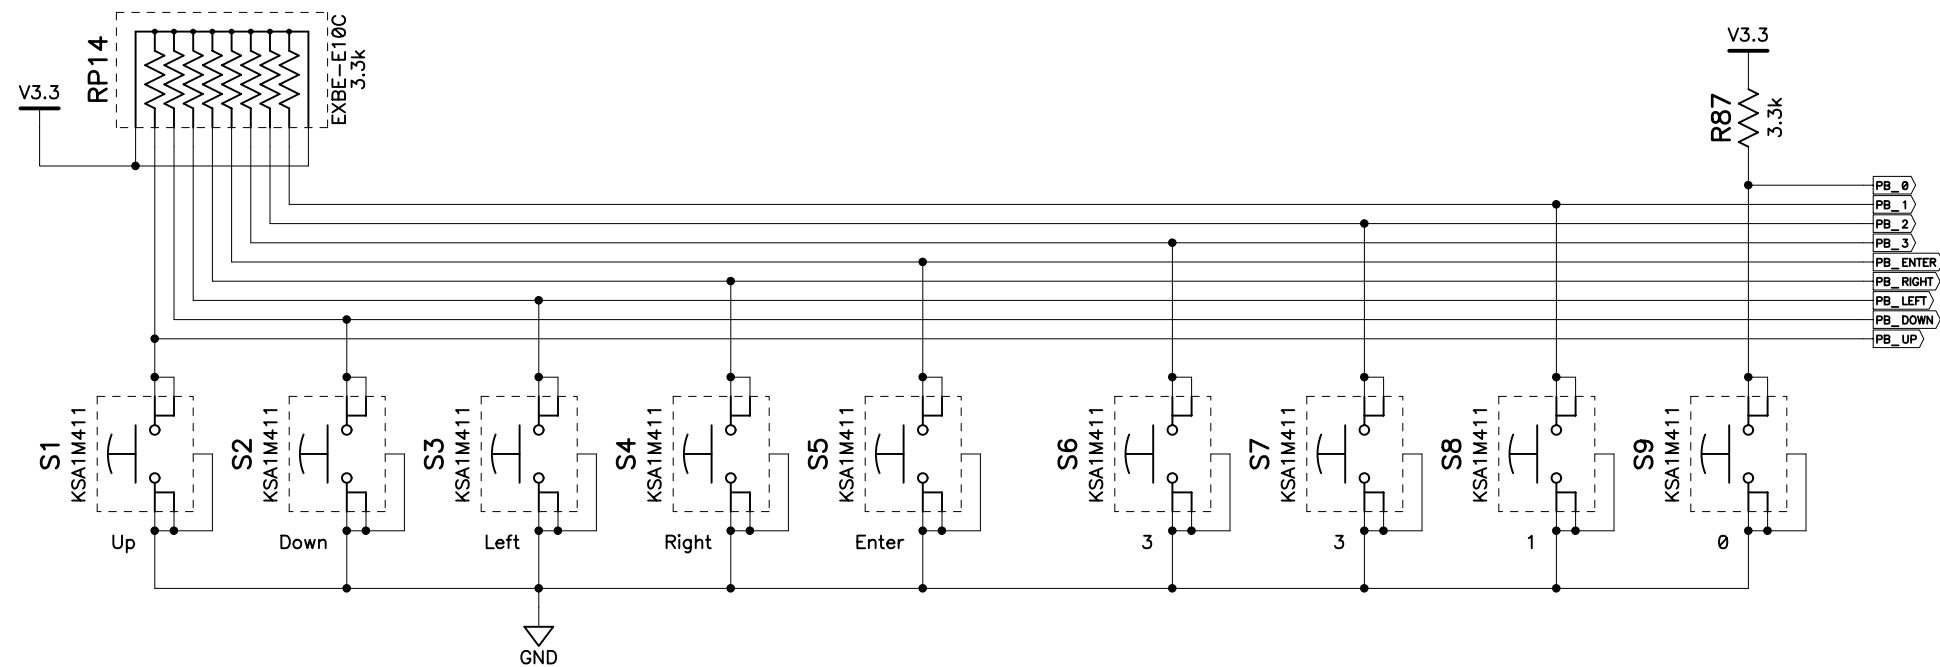 V3.3
RP14
EXBE-E10C
3.3k
V3.3
R87
3.3k
PB_0
PB_1
PB_2
PB_3
PB_ENTER
PB_RIGHT
PB_LEFT
PB_DOWN
PB_UP
S1
KSA1M411
Up
S2
KSA1M411
Down
S3
KSA1M411
Left
S4
KSA1M411
Right
S5
KSA1M411
Enter
S6
KSA1M411
3
S7
KSA1M411
3
S8
KSA1M411
1
S9
KSA1M411
0
GND